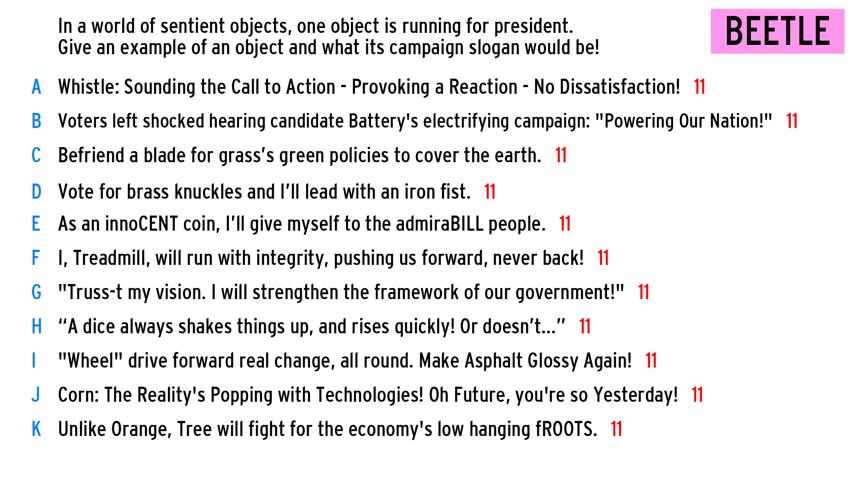 In a world of sentient objects, one object is running for president.
Give an example of an object and what its campaign slogan would be!
BEETLE
A Whistle: Sounding the Call to Action - Provoking a Reaction - No Dissatisfaction! 11
B Voters left shocked hearing candidate Battery's electrifying campaign: "Powering Our Nation!" 11
C Befriend a blade for grass’s green policies to cover the earth. 11
D Vote for brass knuckles and I’ll lead with an iron fist. 11
E As an innoCENT coin, I’ll give myself to the admiraBILL people. 11
F I, Treadmill, will run with integrity, pushing us forward, never back! 11
G "Truss-t my vision. I will strengthen the framework of our government!" 11
H “A dice always shakes things up, and rises quickly! Or doesn’t...” 11
I "Wheel" drive forward real change, all round. Make Asphalt Glossy Again! 11
J Corn: The Reality's Popping with Technologies! Oh Future, you're so Yesterday! 11
K Unlike Orange, Tree will fight for the economy's low hanging fROOTS. 11